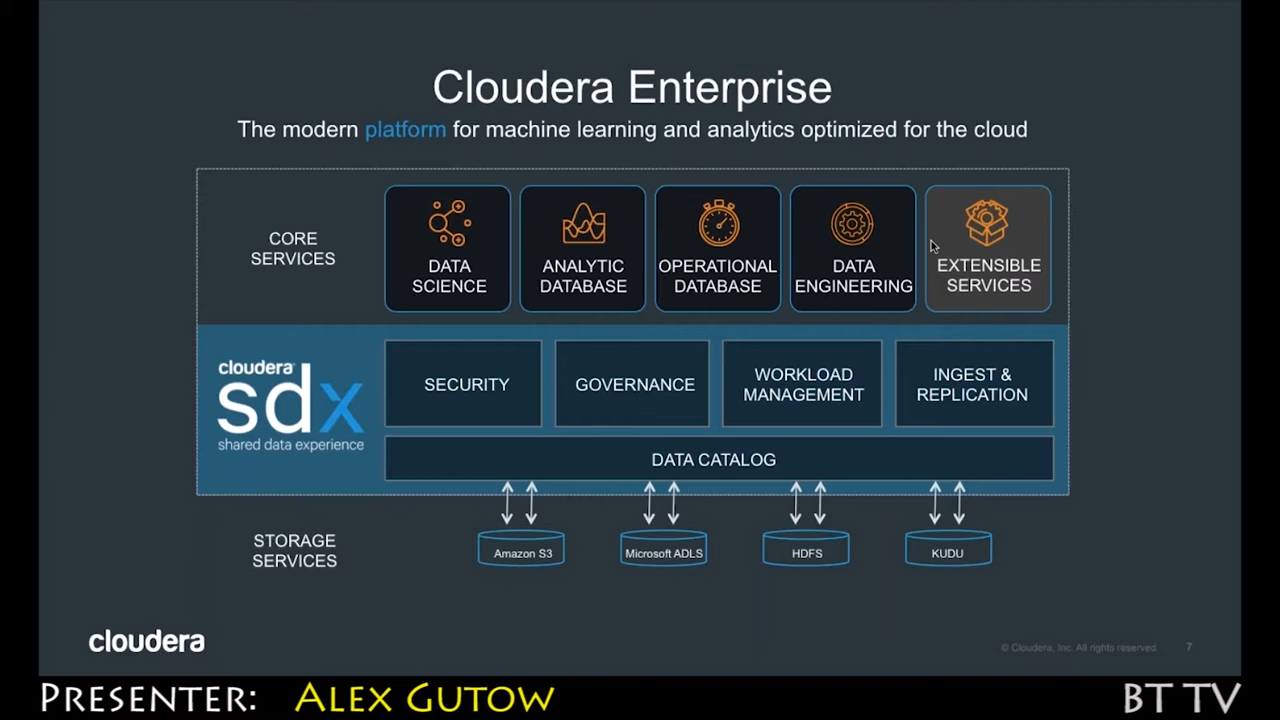 Cloudera Enterprise
The modern platform for machine learning and analytics optimized for the cloud
CORE
SERVICES
DATA
SCIENCE
ANALYTIC
DATABASE
OPERATIONAL
DATABASE
DATA
ENGINEERING
EXTENSIBLE
SERVICES
cloudera
sdx
shared data experience
SECURITY
GOVERNANCE
WORKLOAD
MANAGEMENT
INGEST &
REPLICATION
DATA CATALOG
STORAGE
SERVICES
Amazon S3
Microsoft ADLS
HDFS
KUDU
cloudera
© Cloudera, Inc. All rights reserved.
7
PRESENTER: ALEX GUTOW
BT TV